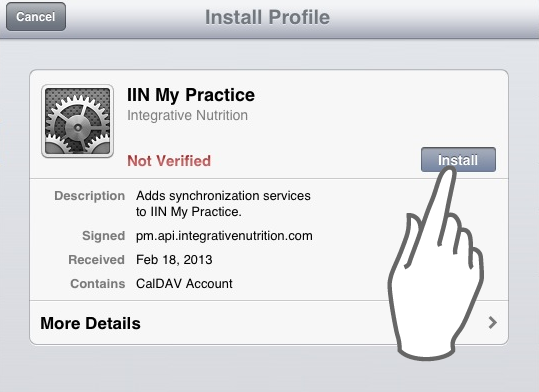 Cancel
Install Profile
IIN My Practice
Integrative Nutrition
Not Verified
Install
Description Adds synchronization services
to IIN My Practice.
Signed pm.api.integrativenutrition.com
Received Feb 18, 2013
Contains CalDAV Account
More Details